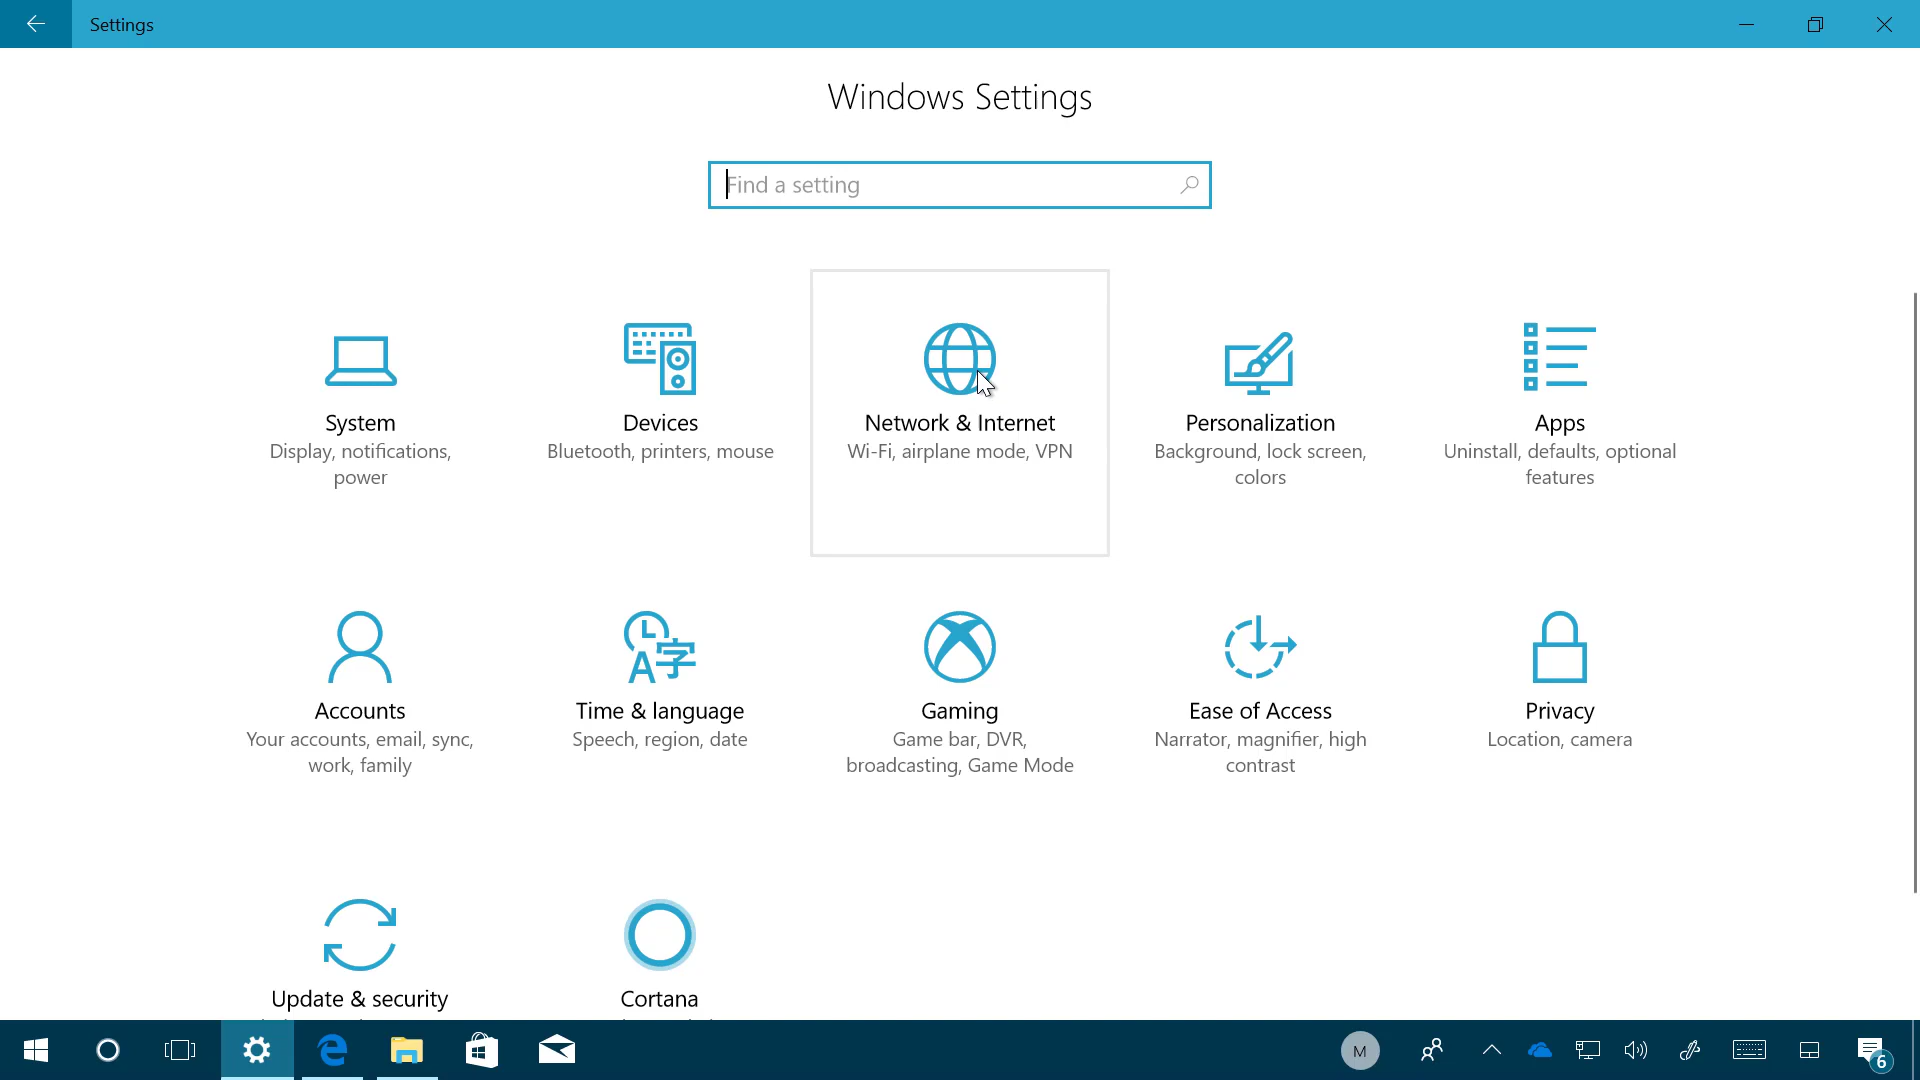 Settings
Windows Settings
Find a setting
System
Display, notifications,
power
Devices
Bluetooth, printers, mouse
Network & Internet
Wi-Fi, airplane mode, VPN
Personalization
Background, lock screen,
colors
Apps
Uninstall, defaults, optional
features
Accounts
Your accounts, email, sync,
work, family
Time & language
Speech, region, date
Gaming
Game bar, DVR,
broadcasting, Game Mode
Ease of Access
Narrator, magnifier, high
contrast
Privacy
Location, camera
Update & security
Cortana
M
6